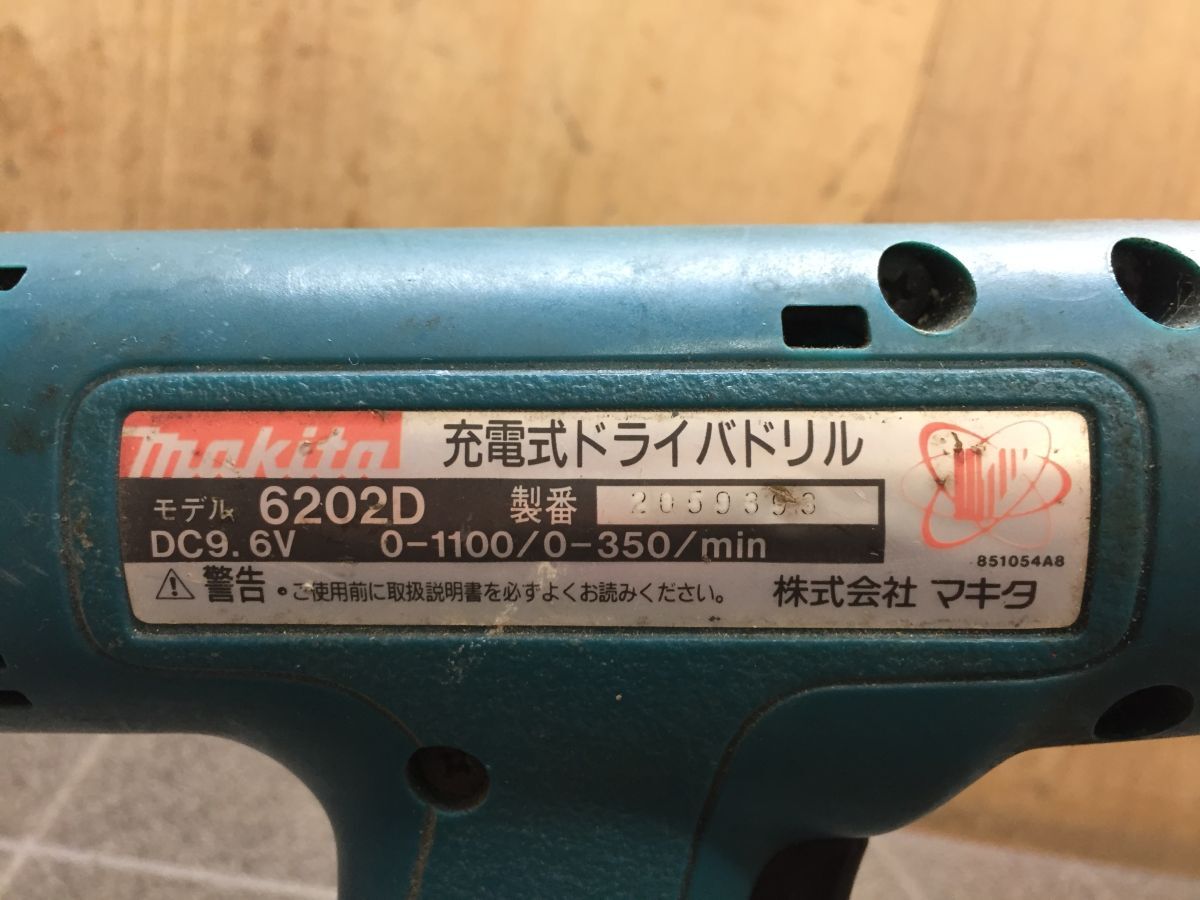 makita 充電式ドライバドリル
モデル 6202D 製番 2059393
DC9.6V 0-1100/0-350/min
851054A8
警告 ・ご使用前に取扱説明書を必ずよくお読みください。 株式会社 マキタ